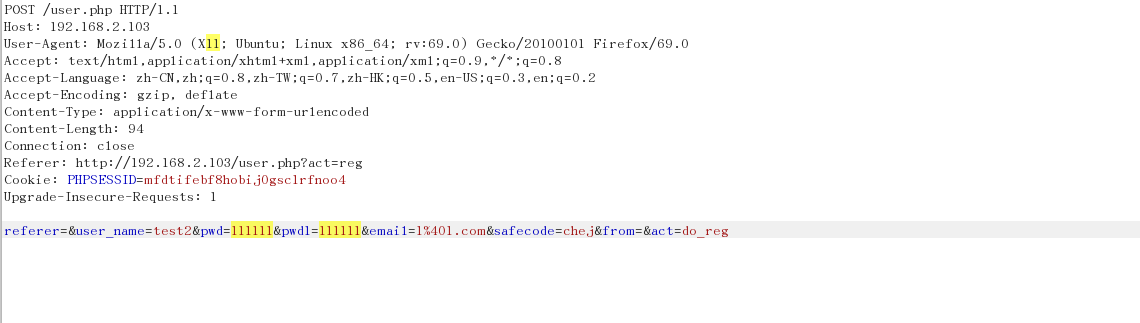 POST /user.php HTTP/1.1
Host: 192.168.2.103
User-Agent: Mozilla/5.0 (X11; Ubuntu; Linux x86_64; rv:69.0) Gecko/20100101 Firefox/69.0
Accept: text/html,application/xhtml+xml,application/xml;q=0.9,*/*;q=0.8
Accept-Language: zh-CN,zh;q=0.8,zh-TW;q=0.7,zh-HK;q=0.5,en-US;q=0.3,en;q=0.2
Accept-Encoding: gzip, deflate
Content-Type: application/x-www-form-urlencoded
Content-Length: 94
Connection: close
Referer: http://192.168.2.103/user.php?act=reg
Cookie: PHPSESSID=mfdtifebf8hobij0gsclrfnoo4
Upgrade-Insecure-Requests: 1
referer=&user_name=test2&pwd=111111&pwd1=111111&email=1%401.com&safecode=chej&from=&act=do_reg